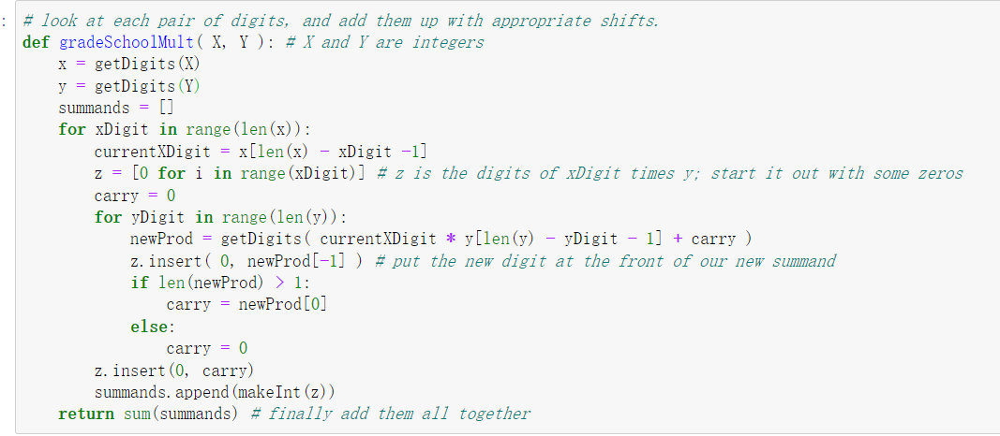 :
# look at each pair of digits, and add them up with appropriate shifts.
def gradeSchoolMult( X, Y ): # X and Y are integers
    x = getDigits(X)
    y = getDigits(Y)
    summands = []
    for xDigit in range(len(x)):
        currentXDigit = x[len(x) - xDigit -1]
        z = [0 for i in range(xDigit)] # z is the digits of xDigit times y; start it out with some zeros
        carry = 0
        for yDigit in range(len(y)):
            newProd = getDigits( currentXDigit * y[len(y) - yDigit - 1] + carry )
            z.insert( 0, newProd[-1] ) # put the new digit at the front of our new summand
            if len(newProd) > 1:
                carry = newProd[0]
            else:
                carry = 0
        z.insert(0, carry)
        summands.append(makeInt(z))
    return sum(summands) # finally add them all together